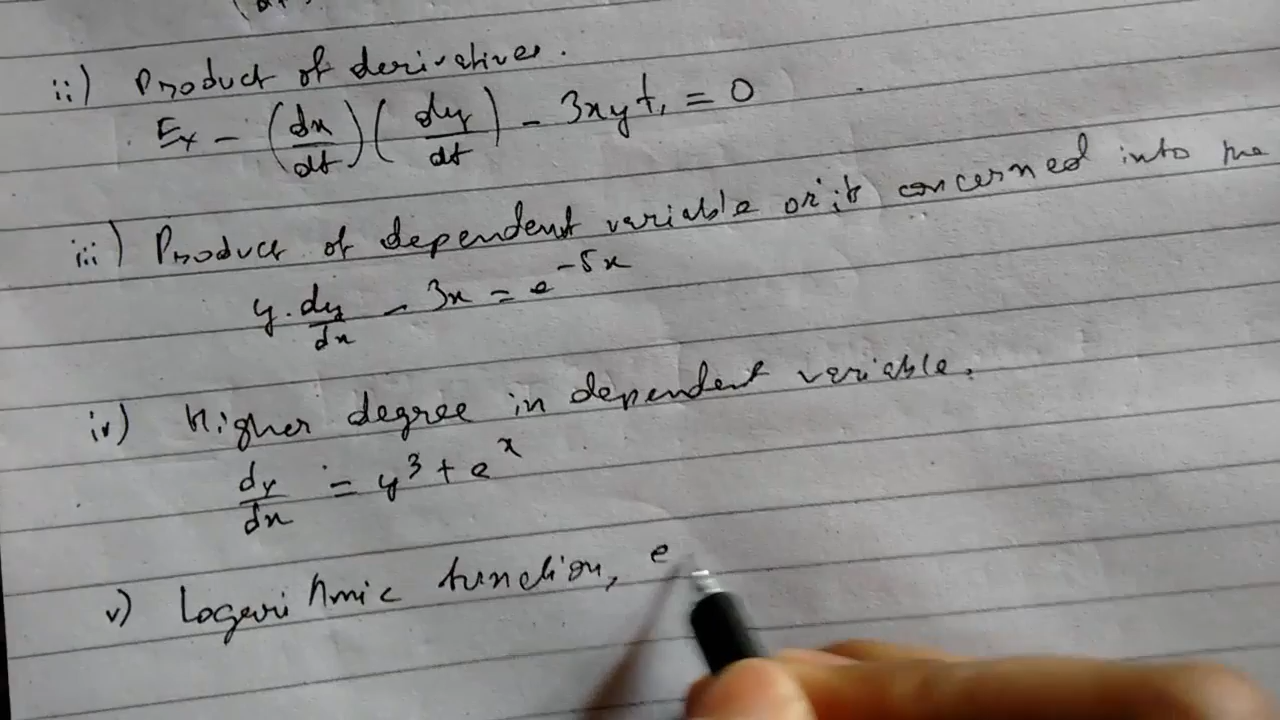 ii) Product of derivatives.
Ex - (dx/dt)(dy/dt) - 3xyt, = 0
iii) Product of dependent variable or it concerned into the
y. dy/dx - 3x = e^-5x
iv) Higher degree in dependent variable.
dy/dx = y^3 + e^x
v) Logarithmic function, e